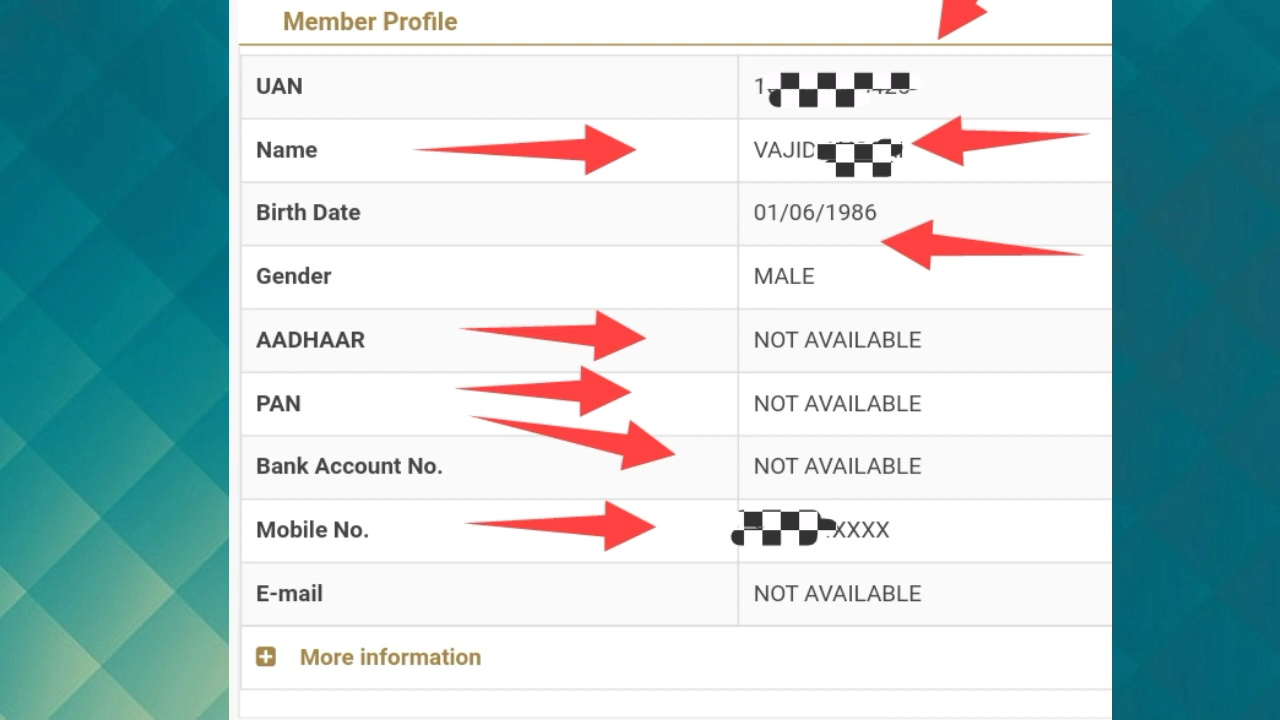 Member Profile
UAN
Name VAJID
Birth Date 01/06/1986
Gender MALE
AADHAAR NOT AVAILABLE
PAN NOT AVAILABLE
Bank Account No. NOT AVAILABLE
Mobile No. XXXX
E-mail NOT AVAILABLE
More information